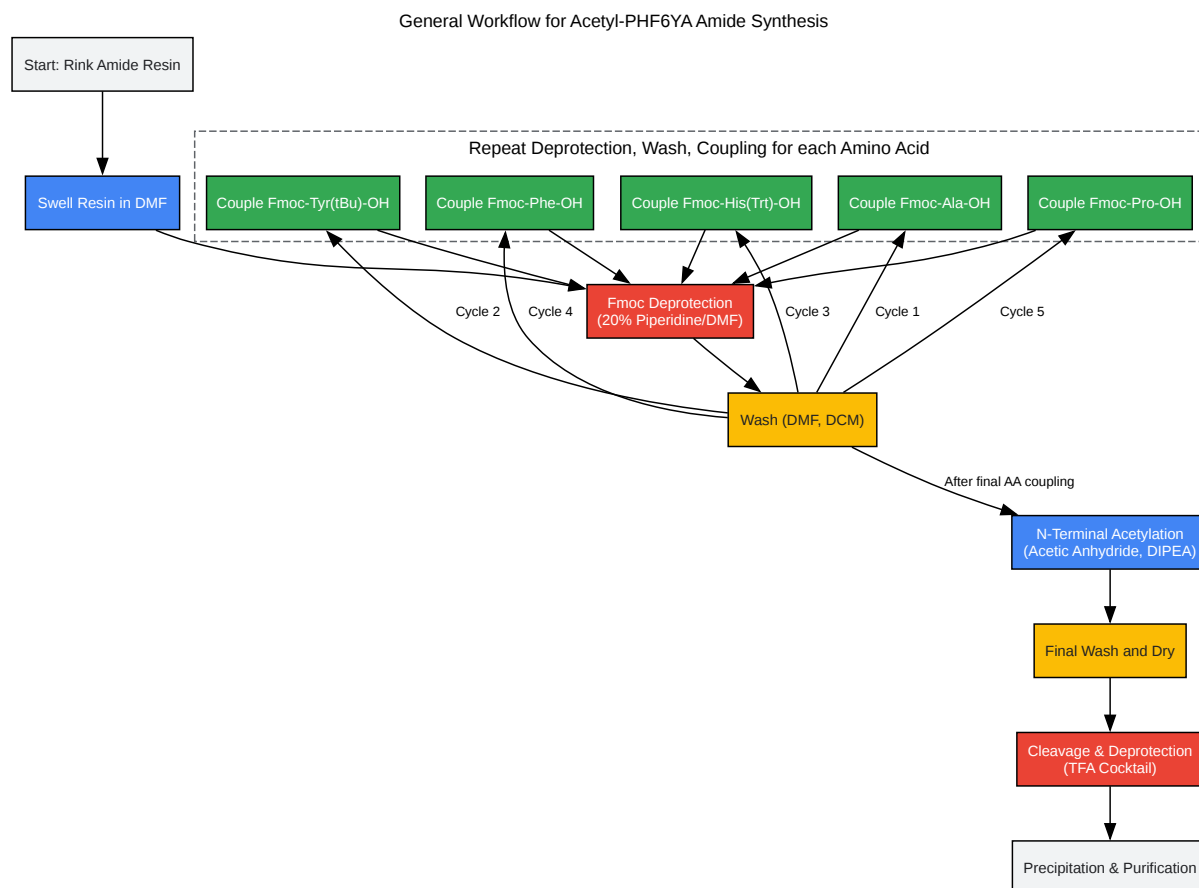 General Workflow for Acetyl-PHF6YA Amide Synthesis
Start: Rink Amide Resin
Repeat Deprotection, Wash, Coupling for each Amino Acid
Swell Resin in DMF
Couple Fmoc-Tyr(tBu)-OH
Couple Fmoc-Phe-OH
Couple Fmoc-His(Trt)-OH
Couple Fmoc-Ala-OH
Couple Fmoc-Pro-OH
Fmoc Deprotection
(20% Piperidine/DMF)
Cycle 2
Cycle 4
Cycle 3
Cycle 1
Cycle 5
Wash (DMF, DCM)
After final AA coupling
N-Terminal Acetylation
(Acetic Anhydride, DIPEA)
Final Wash and Dry
Cleavage & Deprotection
(TFA Cocktail)
Precipitation & Purification